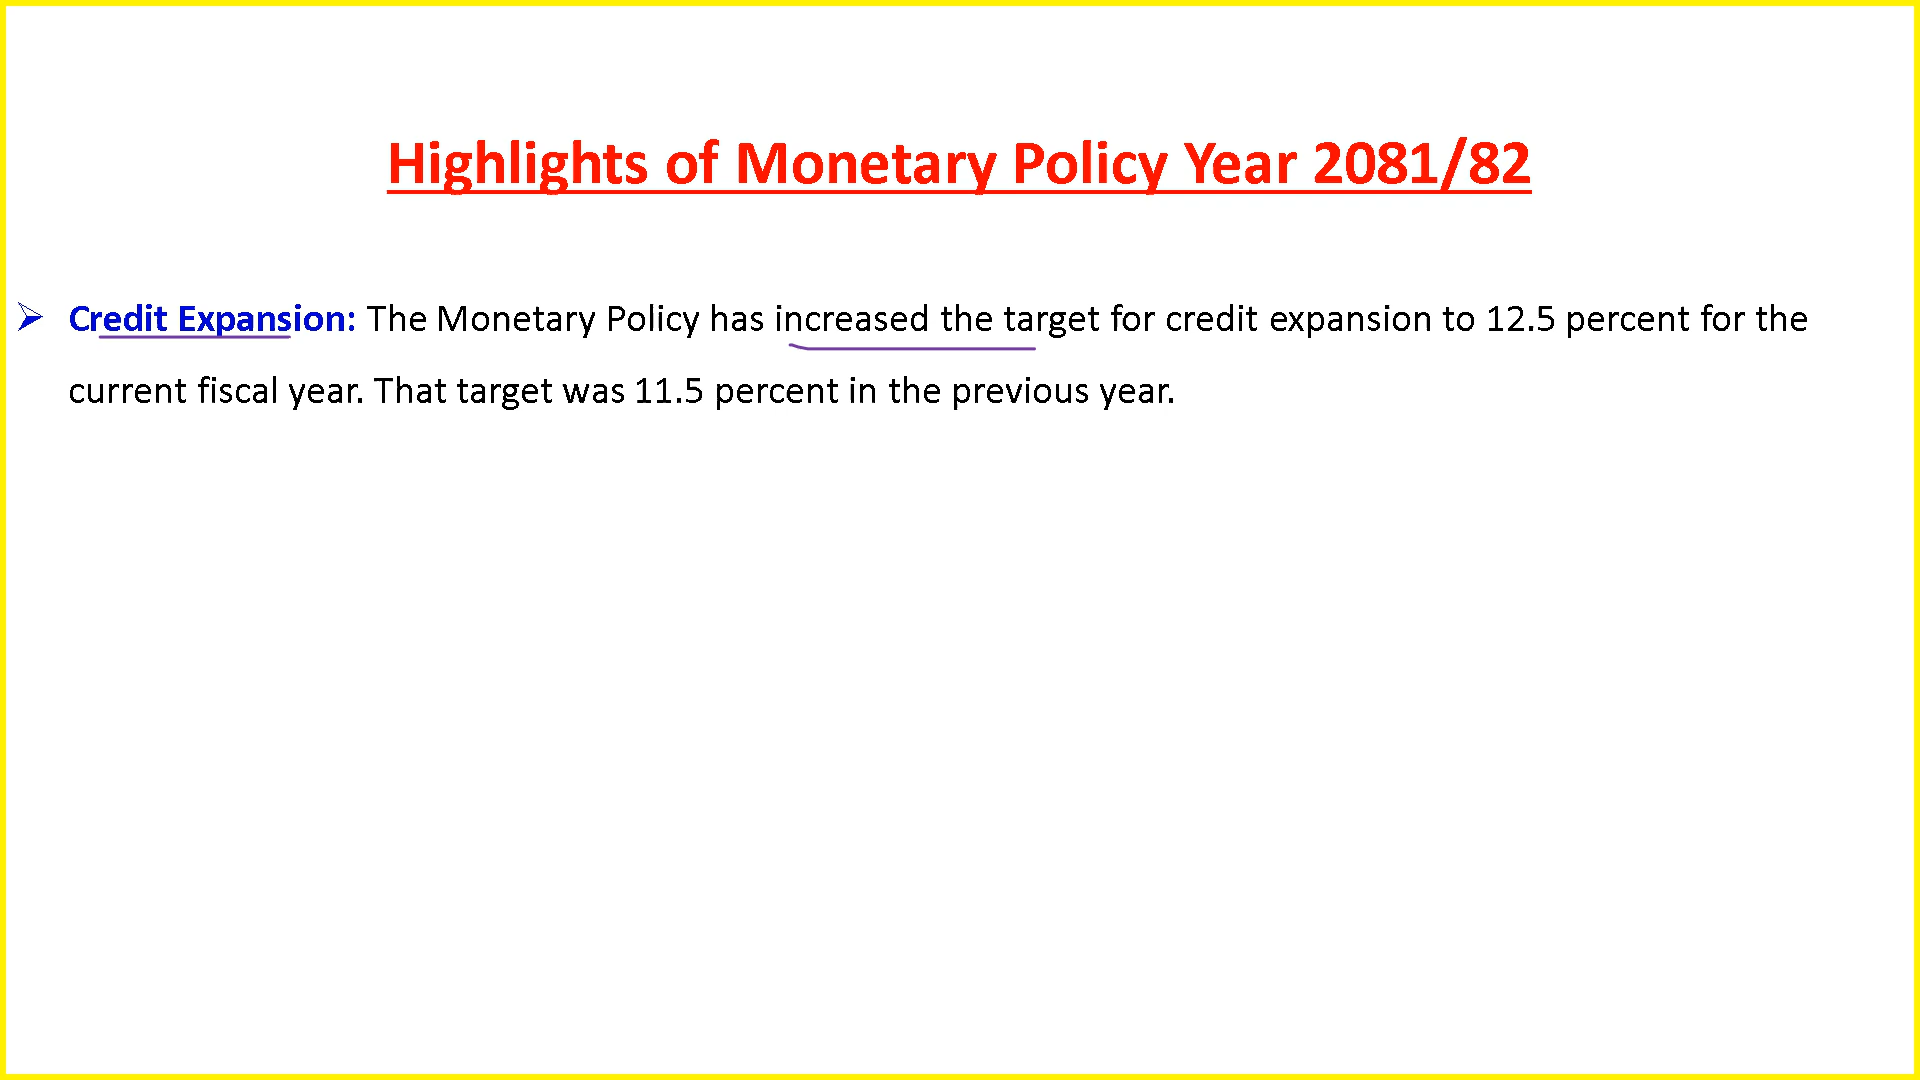 Highlights of Monetary Policy Year 2081/82
➢ Credit Expansion: The Monetary Policy has increased the target for credit expansion to 12.5 percent for the
current fiscal year. That target was 11.5 percent in the previous year.